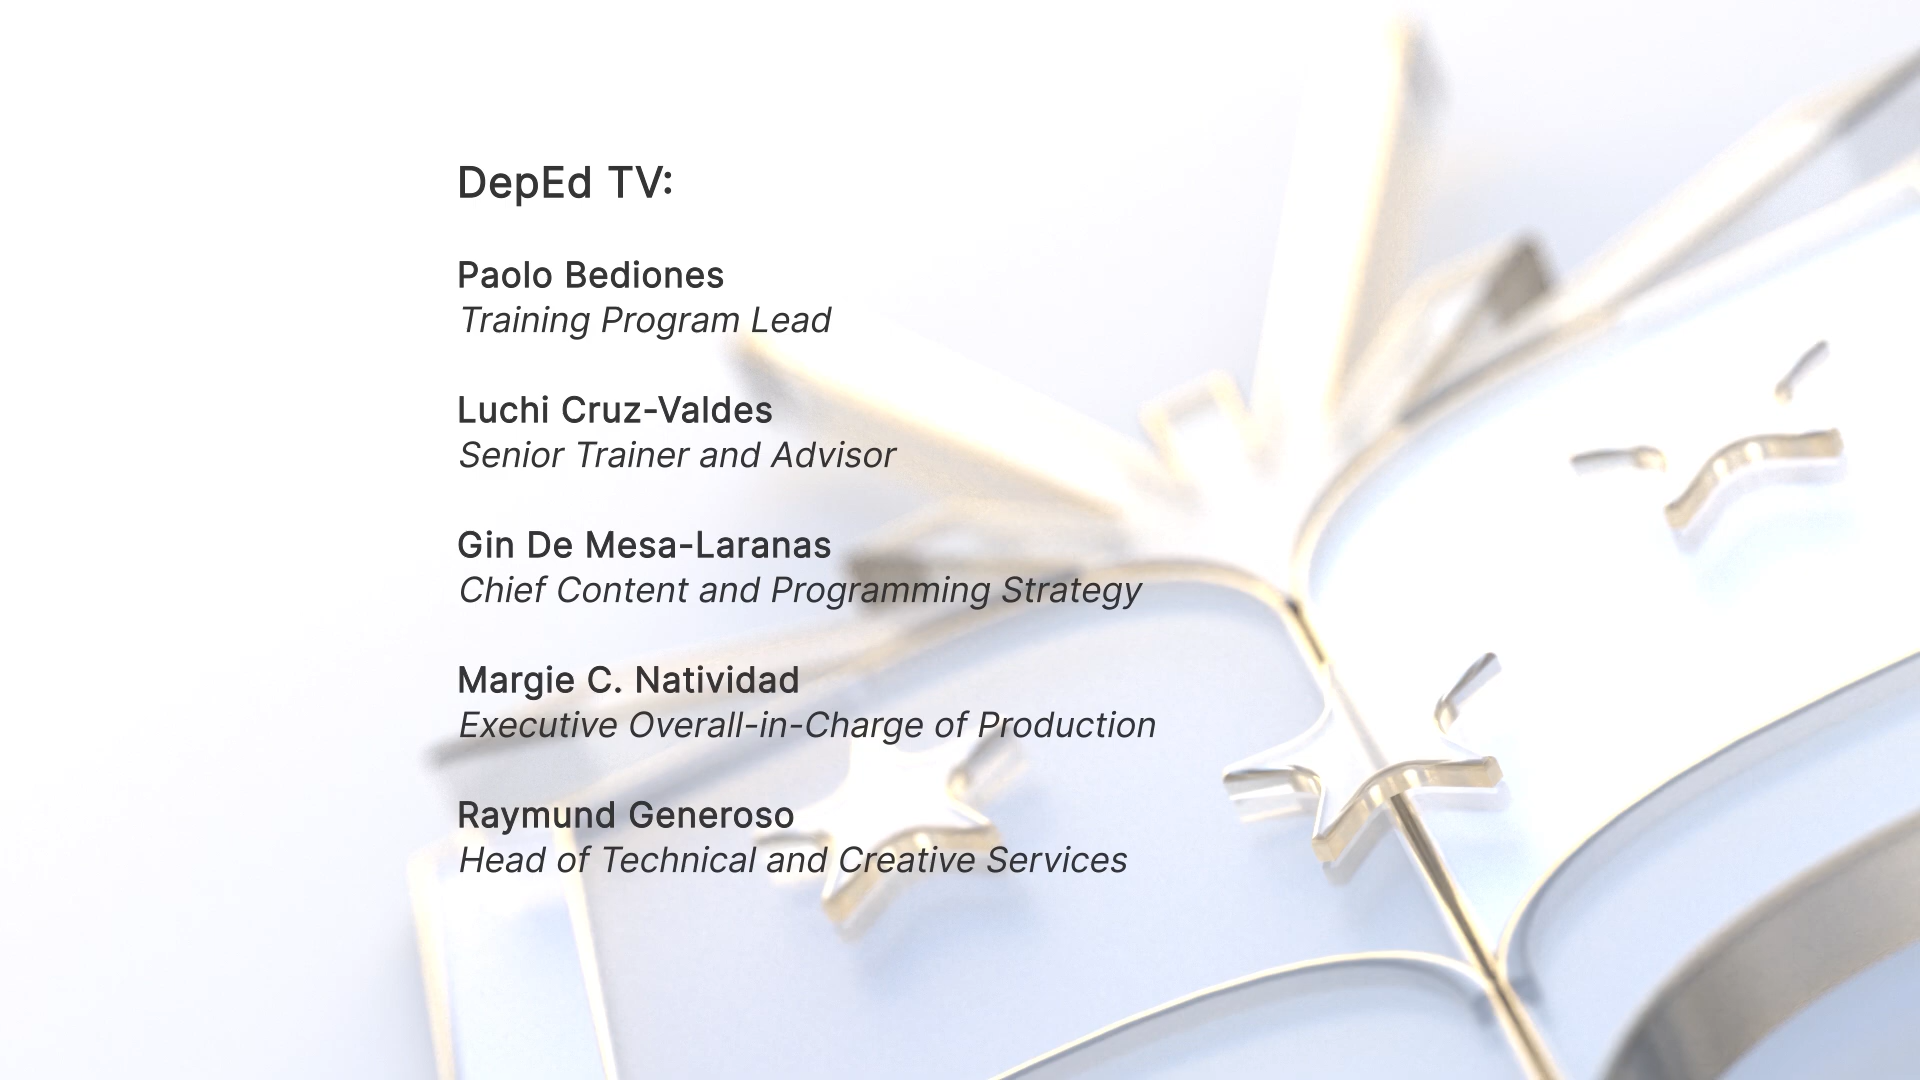 DepEd TV:
Paolo Bediones
Training Program Lead
Luchi Cruz-Valdes
Senior Trainer and Advisor
Gin De Mesa-Laranas
Chief Content and Programming Strategy
Margie C. Natividad
Executive Overall-in-Charge of Production
Raymund Generoso
Head of Technical and Creative Services